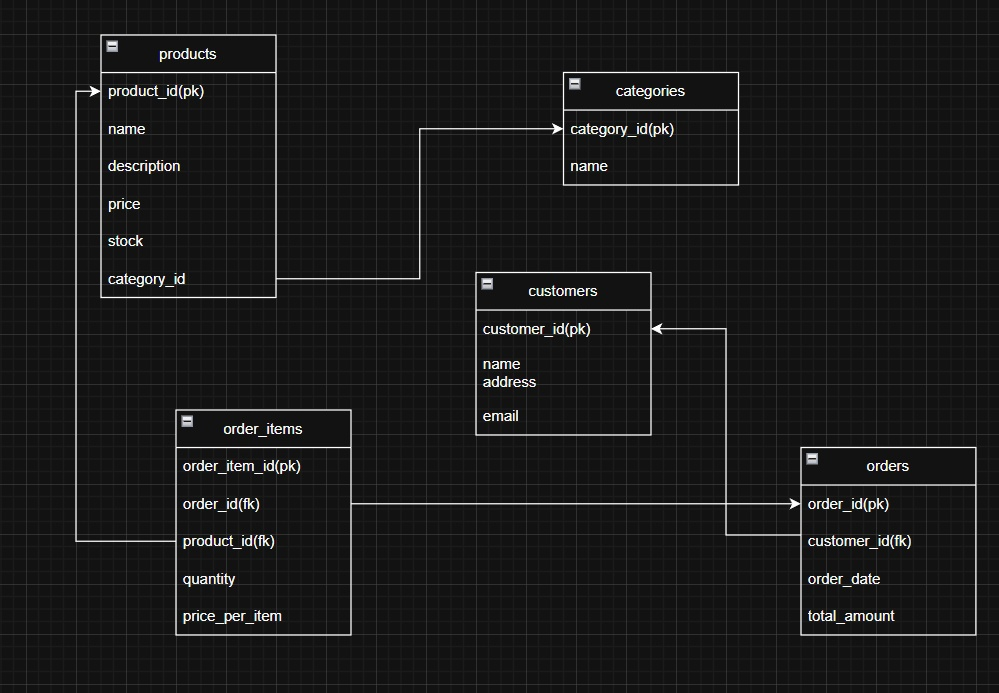 products
product_id(pk)
name
description
price
stock
category_id
categories
category_id(pk)
name
customers
customer_id(pk)
name
address
email
order_items
order_item_id(pk)
order_id(fk)
product_id(fk)
quantity
price_per_item
orders
order_id(pk)
customer_id(fk)
order_date
total_amount